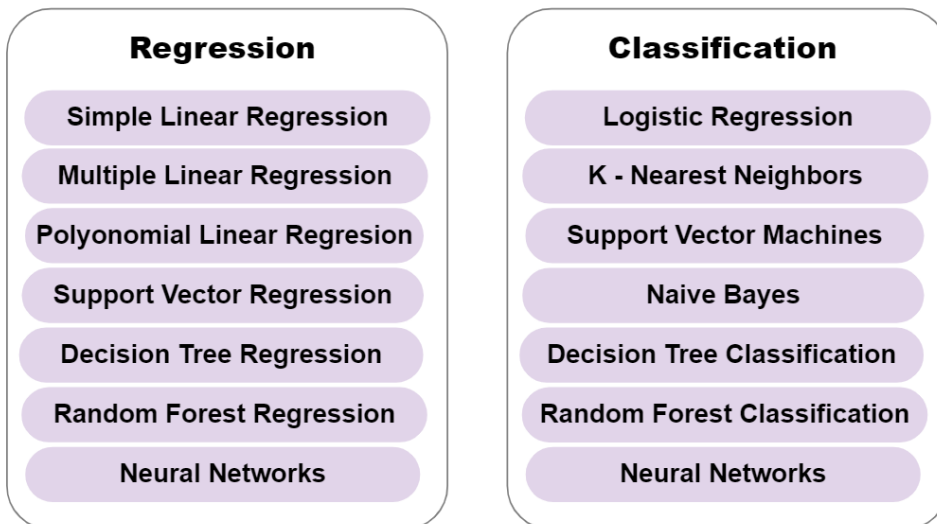 Regression
Simple Linear Regression
Multiple Linear Regression
Polyonomial Linear Regresion
Support Vector Regression
Decision Tree Regression
Random Forest Regression
Neural Networks
Classification
Logistic Regression
K - Nearest Neighbors
Support Vector Machines
Naive Bayes
Decision Tree Classification
Random Forest Classification
Neural Networks